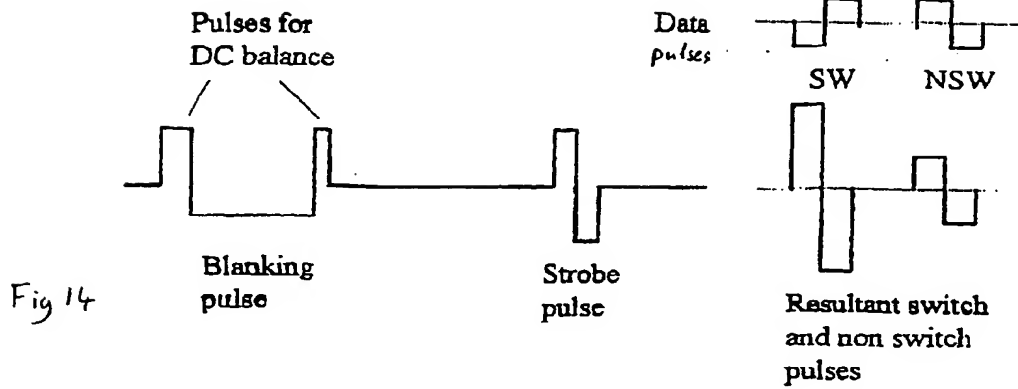 Pulses for
DC balance
Data
pulses
SW
NSW
Blanking
pulse
Strobe
pulse
Fig 14
Resultant switch
and non switch
pulses